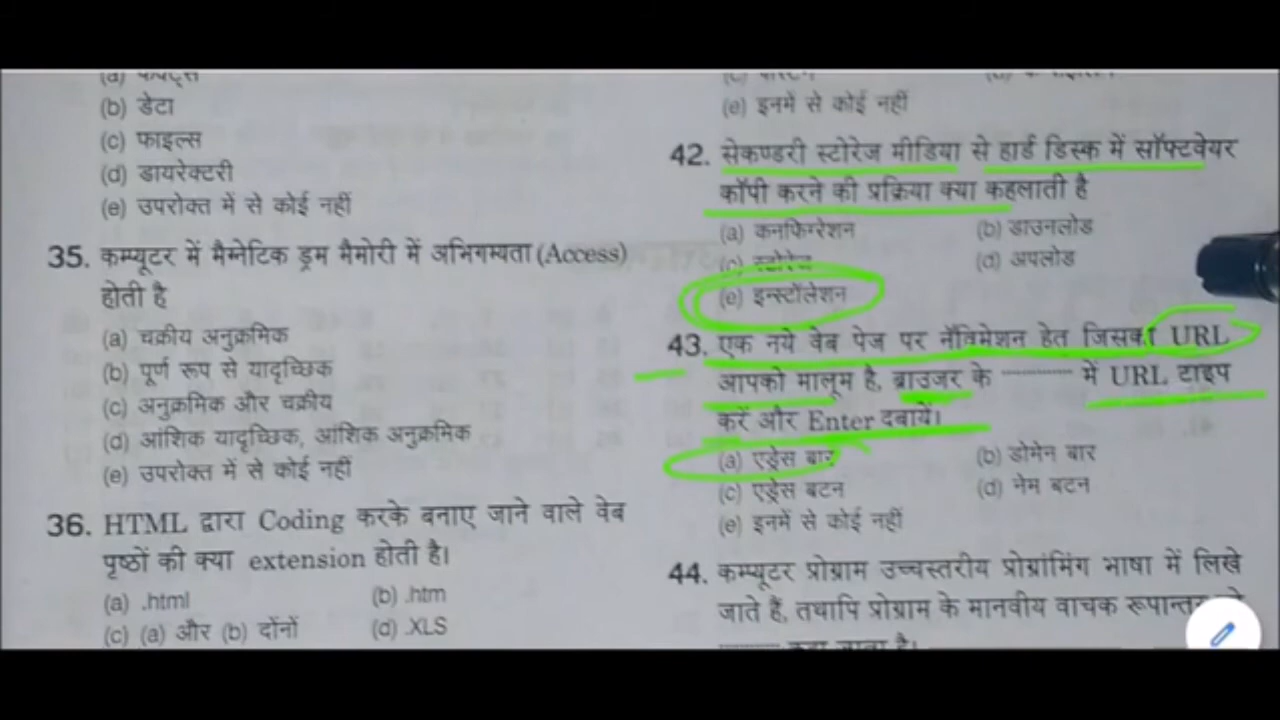 (b) डेटा
(c) फाइल्स
(d) डायरेक्टरी
(e) उपरोक्त में से कोई नहीं
35. कम्प्यूटर में मैग्नेटिक ड्रम मैमोरी में अभिगम्यता (Access)
होती है
(a) चक्रीय अनुक्रमिक
(b) पूर्ण रूप से यादृच्छिक
(c) अनुक्रमिक और चक्रीय
(d) आंशिक यादृच्छिक, आंशिक अनुक्रमिक
(e) उपरोक्त में से कोई नहीं
36. HTML द्वारा Coding करके बनाए जाने वाले वेब
पृष्ठों की क्या extension होती है।
(a) .html (b) .htm
(c) (a) और (b) दोंनों (d) .XLS
(e) इनमें से कोई नहीं
42. सेकण्डरी स्टोरेज मीडिया से हार्ड डिस्क में सॉफ्टवेयर
कॉपी करने की प्रक्रिया क्या कहलाती है
(a) कनफिग्रेशन (b) डाउनलोड
(c) स्टोरेज (d) अपलोड
(e) इन्स्टॉलेशन
43. एक नये वेब पेज पर नॅविमेशन हेत जिसका URL
आपको मालूम है, ब्राउजर के ............ में URL टाइप
करें और Enter दबायें।
(a) एड्रेस बार (b) डोमेन बार
(c) एड्रेस बटन (d) नेम बटन
(e) इनमें से कोई नहीं
44. कम्प्यूटर प्रोग्राम उच्चस्तरीय प्रोग्रांमिंग भाषा में लिखे
जाते हैं, तथापि प्रोग्राम के मानवीय वाचक